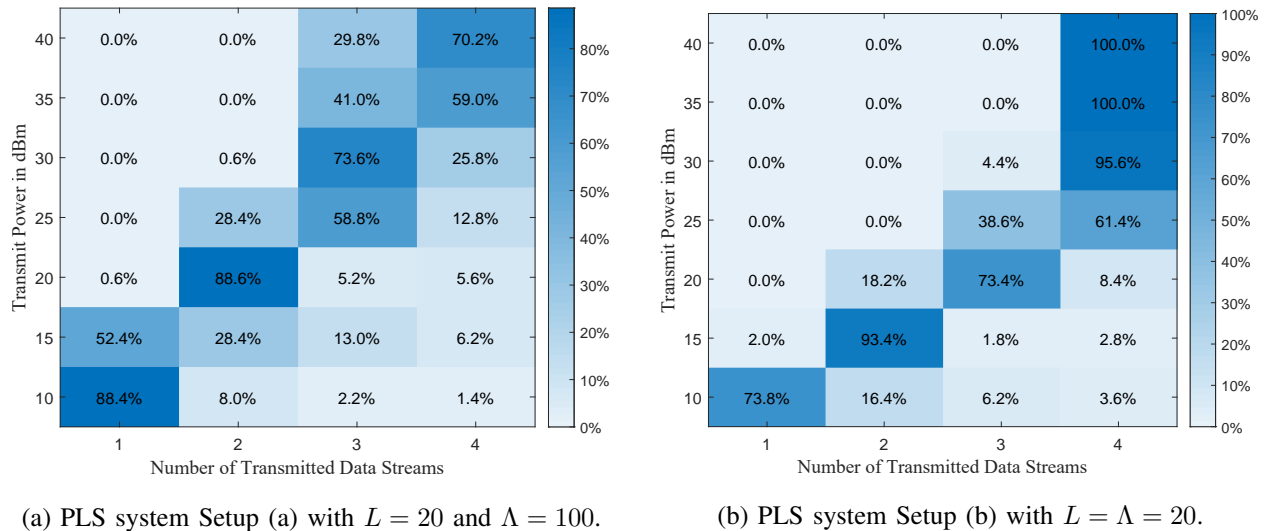 40 0.0% 0.0% 29.8% 70.2%
35 0.0% 0.0% 41.0% 59.0%
30 0.0% 0.6% 73.6% 25.8%
25 0.0% 28.4% 58.8% 12.8%
20 0.6% 88.6% 5.2% 5.6%
15 52.4% 28.4% 13.0% 6.2%
10 88.4% 8.0% 2.2% 1.4%
1 2 3 4
Number of Transmitted Data Streams
Transmit Power in dBm
80%
70%
60%
50%
40%
30%
20%
10%
0%
(a) PLS system Setup (a) with L = 20 and Λ = 100.
40 0.0% 0.0% 0.0% 100.0%
35 0.0% 0.0% 0.0% 100.0%
30 0.0% 0.0% 4.4% 95.6%
25 0.0% 0.0% 38.6% 61.4%
20 0.0% 18.2% 73.4% 8.4%
15 2.0% 93.4% 1.8% 2.8%
10 73.8% 16.4% 6.2% 3.6%
1 2 3 4
Number of Transmitted Data Streams
Transmit Power in dBm
100%
90%
80%
70%
60%
50%
40%
30%
20%
10%
0%
(b) PLS system Setup (b) with L = Λ = 20.